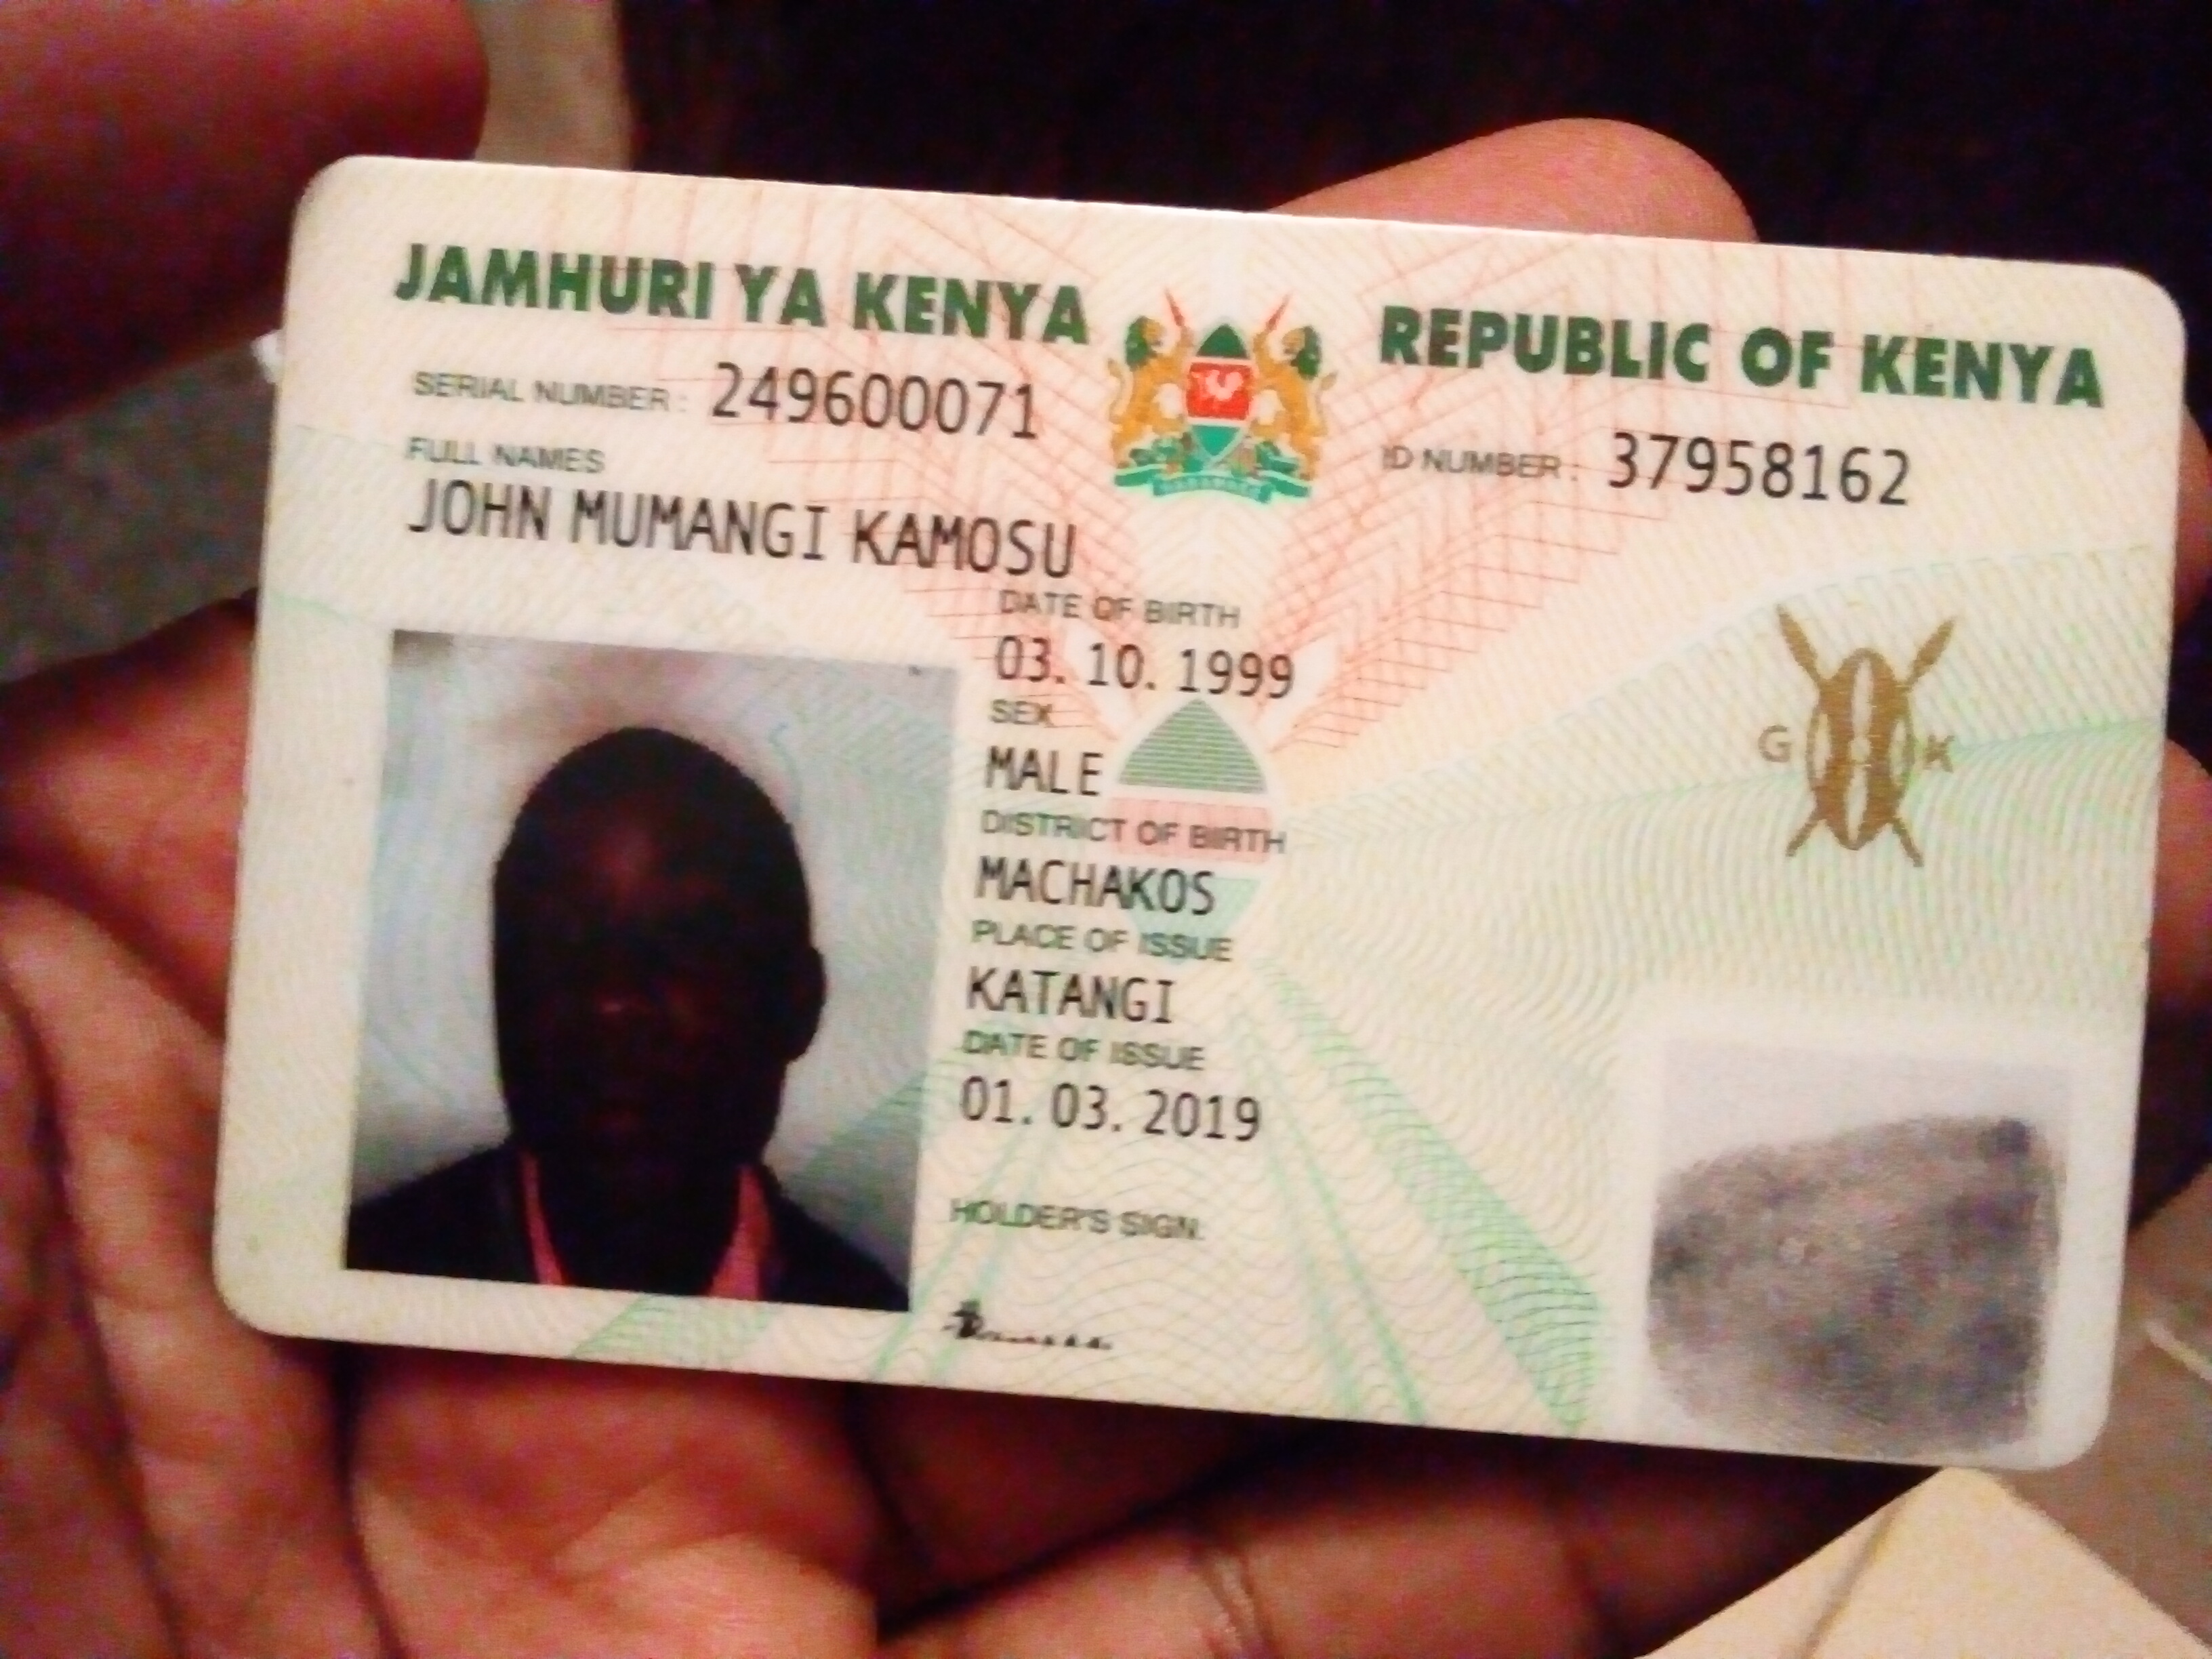 JAMHURI YA KENYA
REPUBLIC OF KENYA
SERIAL NUMBER : 249600071
ID NUMBER : 37958162
FULL NAMES
JOHN MUMANGI KAMOSU
DATE OF BIRTH
03. 10. 1999
SEX
MALE
DISTRICT OF BIRTH
MACHAKOS
PLACE OF ISSUE
KATANGI
DATE OF ISSUE
01. 03. 2019
HOLDER'S SIGN.
G K